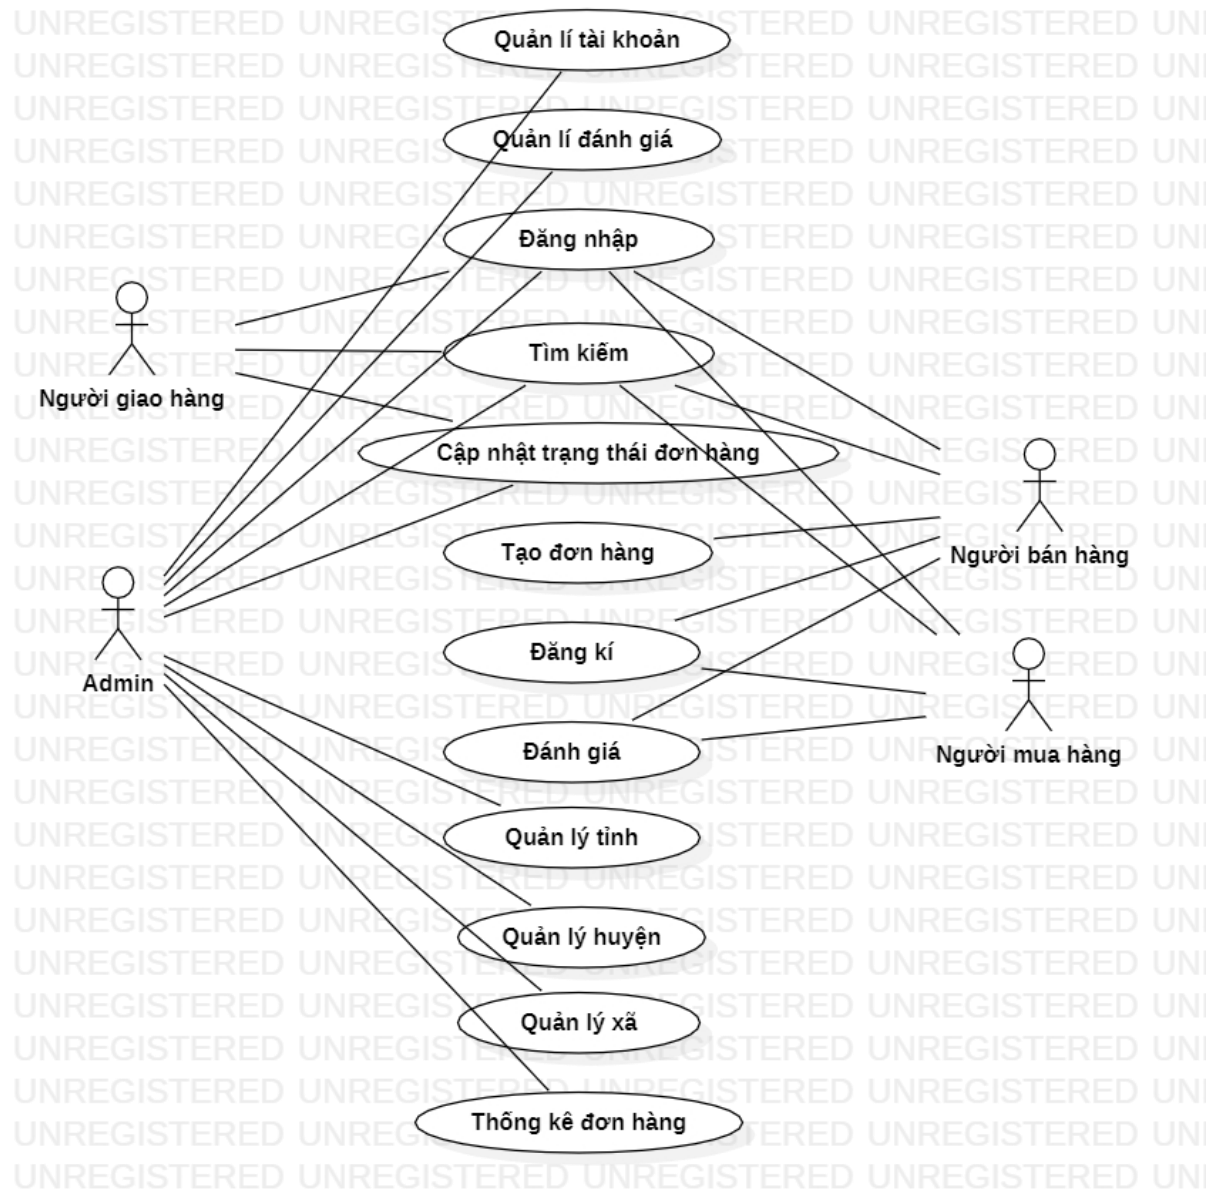 Quản lí tài khoản
Quản lí đánh giá
Đăng nhập
Tìm kiếm
Người giao hàng
Cập nhật trạng thái đơn hàng
Tạo đơn hàng
Người bán hàng
Đăng kí
Admin
Đánh giá
Người mua hàng
Quản lý tỉnh
Quản lý huyện
Quản lý xã
Thống kê đơn hàng
UNREGISTERED